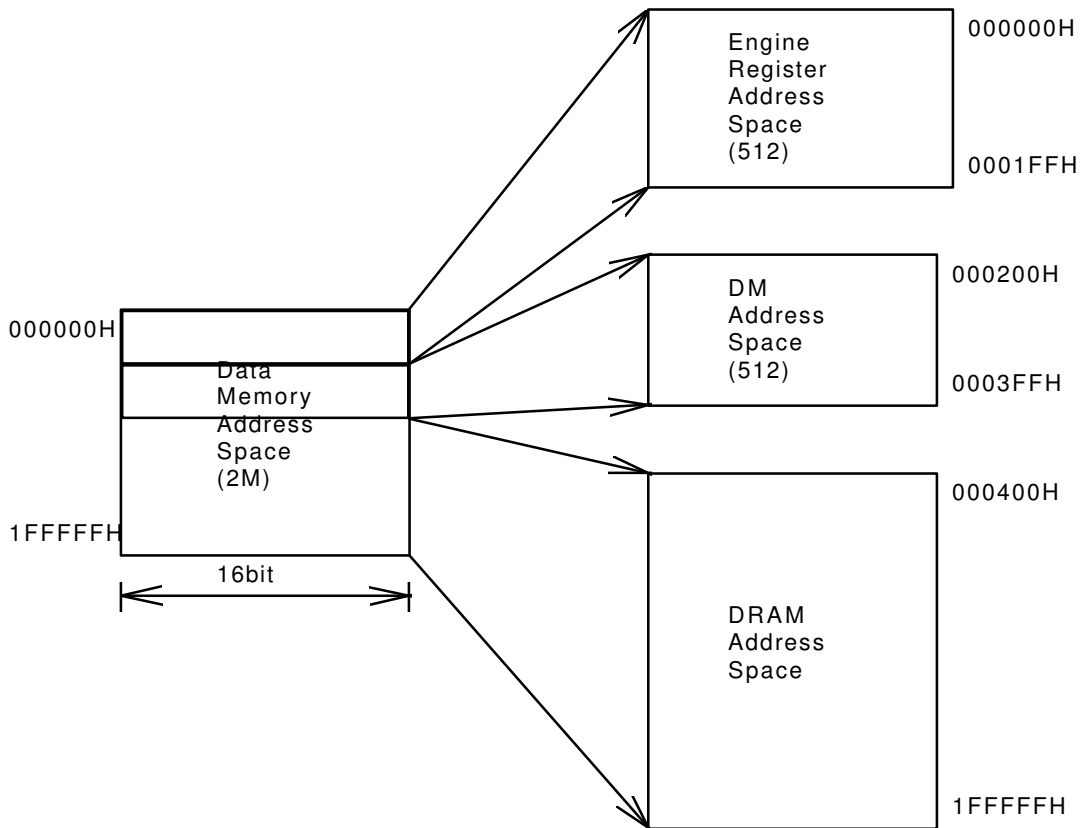 000000H
Data
Memory
Address
Space
(2M)
1FFFFFH
16bit
Engine
Register
Address
Space
(512)
000000H
0001FFH
DM
Address
Space
(512)
000200H
0003FFH
DRAM
Address
Space
000400H
1FFFFFH